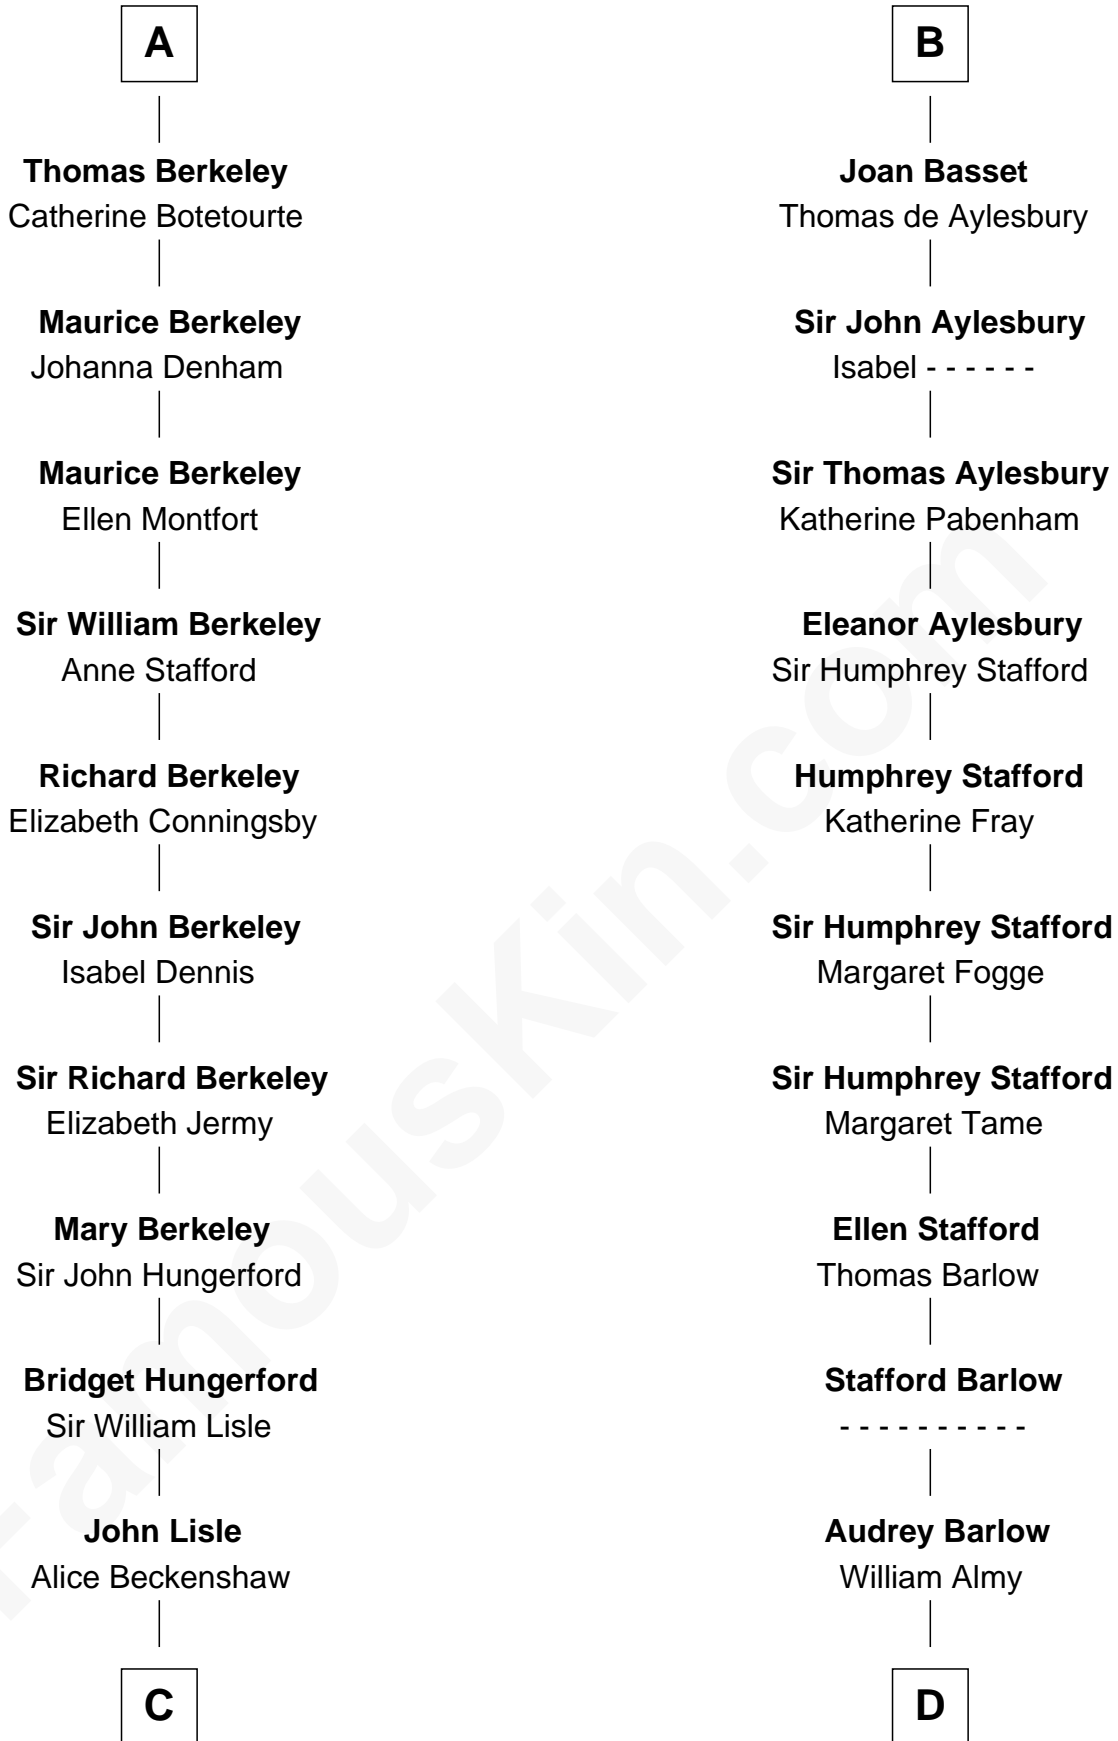 A
Thomas Berkeley
Catherine Botetourte
Maurice Berkeley
Johanna Denham
Maurice Berkeley
Ellen Montfort
Sir William Berkeley
Anne Stafford
Richard Berkeley
Elizabeth Conningsby
Sir John Berkeley
Isabel Dennis
Sir Richard Berkeley
Elizabeth Jermy
Mary Berkeley
Sir John Hungerford
Bridget Hungerford
Sir William Lisle
John Lisle
Alice Beckenshaw
C
B
Joan Basset
Thomas de Aylesbury
Sir John Aylesbury
Isabel - - - - - -
Sir Thomas Aylesbury
Katherine Pabenham
Eleanor Aylesbury
Sir Humphrey Stafford
Humphrey Stafford
Katherine Fray
Sir Humphrey Stafford
Margaret Fogge
Sir Humphrey Stafford
Margaret Tame
Ellen Stafford
Thomas Barlow
Stafford Barlow
- - - - - - - - - -
Audrey Barlow
William Almy
D
FamousKin.com